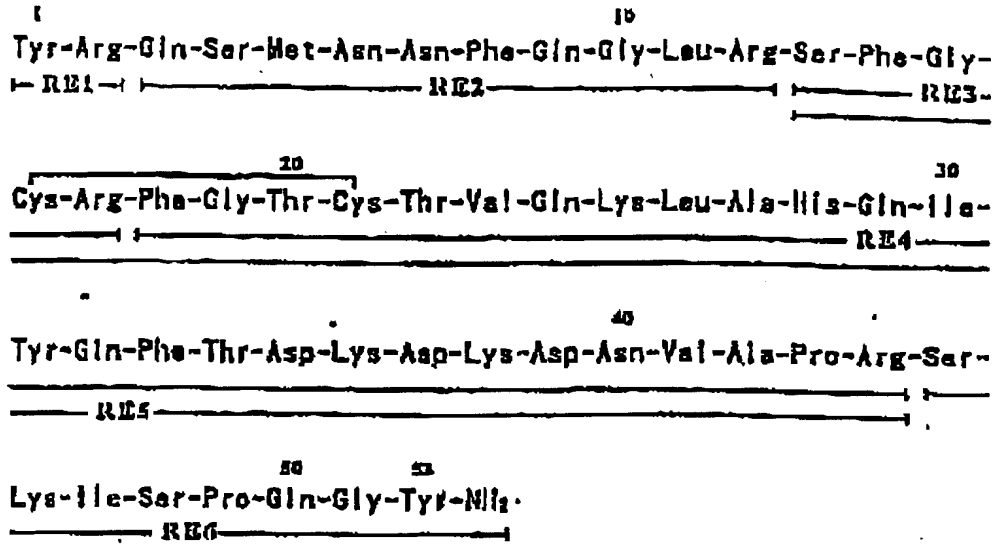 1 10
Tyr-Arg-Gln-Ser-Met-Asn-Asn-Phe-Gln-Gly-Leu-Arg-Ser-Phe-Gly-
RE1 RE2 RE3
20 30
Cys-Arg-Phe-Gly-Thr-Cys-Thr-Val-Gln-Lys-Leu-Ala-His-Gln-Ile-
RE4
40
Tyr-Gln-Phe-Thr-Asp-Lys-Asp-Lys-Asp-Asn-Val-Ala-Pro-Arg-Ser-
RE5
50 52
Lys-Ile-Ser-Pro-Gln-Gly-Tyr-NH₂
RE6